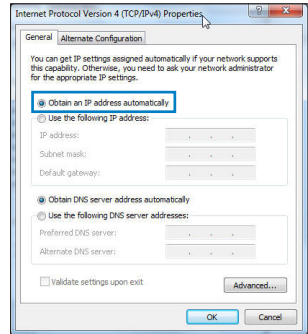 Internet Protocol Version 4 (TCP/IPv4) Properties
General
Alternate Configuration
You can get IP settings assigned automatically if your network supports
this capability. Otherwise, you need to ask your network administrator
for the appropriate IP settings.
Obtain an IP address automatically
Use the following IP address:
IP address:
Subnet mask:
Default gateway:
Obtain DNS server address automatically
Use the following DNS server addresses:
Preferred DNS server:
Alternate DNS server:
Validate settings upon exit
Advanced...
OK
Cancel